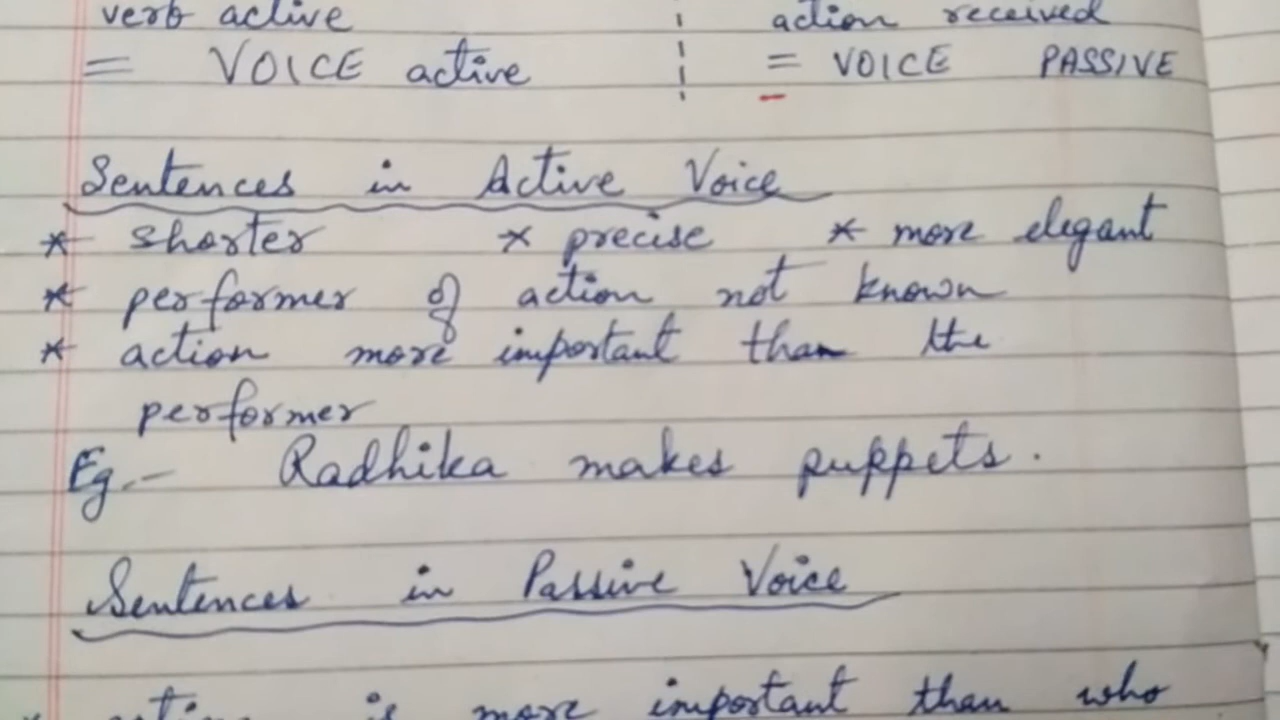 verb active action received
= VOICE active = VOICE PASSIVE
Sentences in Active Voice
* shorter * precise * more elegant
* performer of action not known
* action more important than the
performer
Eg.- Radhika makes puppets.
Sentences in Passive Voice
* action is more important than who